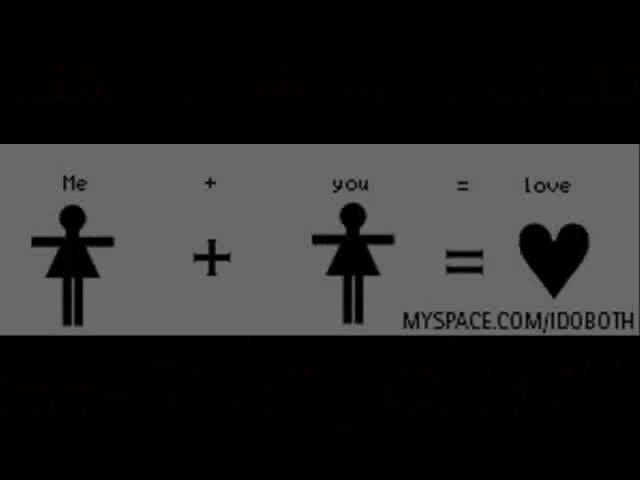 Me + you = love
+ =
MYSPACE.COM/IDOBOTH